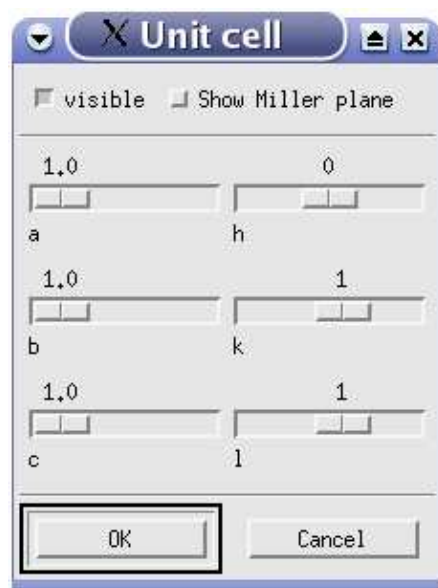 Unit cell
visible Show Miller plane
1.0 0
a h
1.0 1
b k
1.0 1
c l
OK Cancel